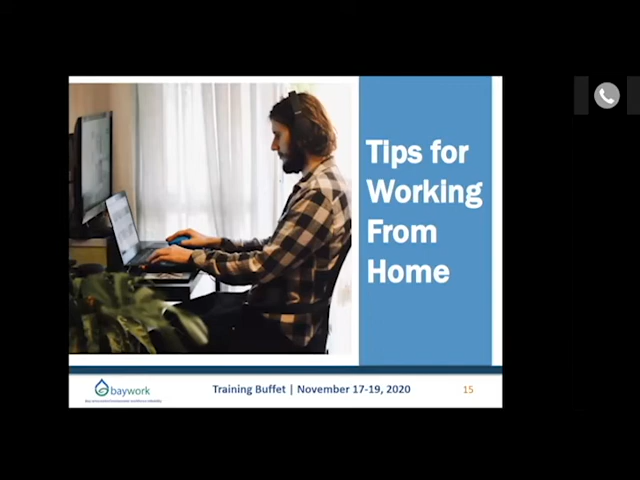 Tips for
Working
From
Home
baywork
Training Buffet | November 17-19, 2020
15